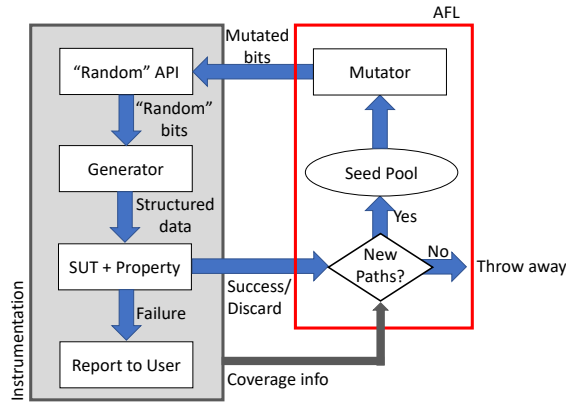 AFL
Mutated
bits
"Random" API
Mutator
"Random"
bits
Generator
Seed Pool
Structured
data
Yes
SUT + Property
New
Paths?
No
Throw away
Success/
Discard
Failure
Report to User
Coverage info
Instrumentation